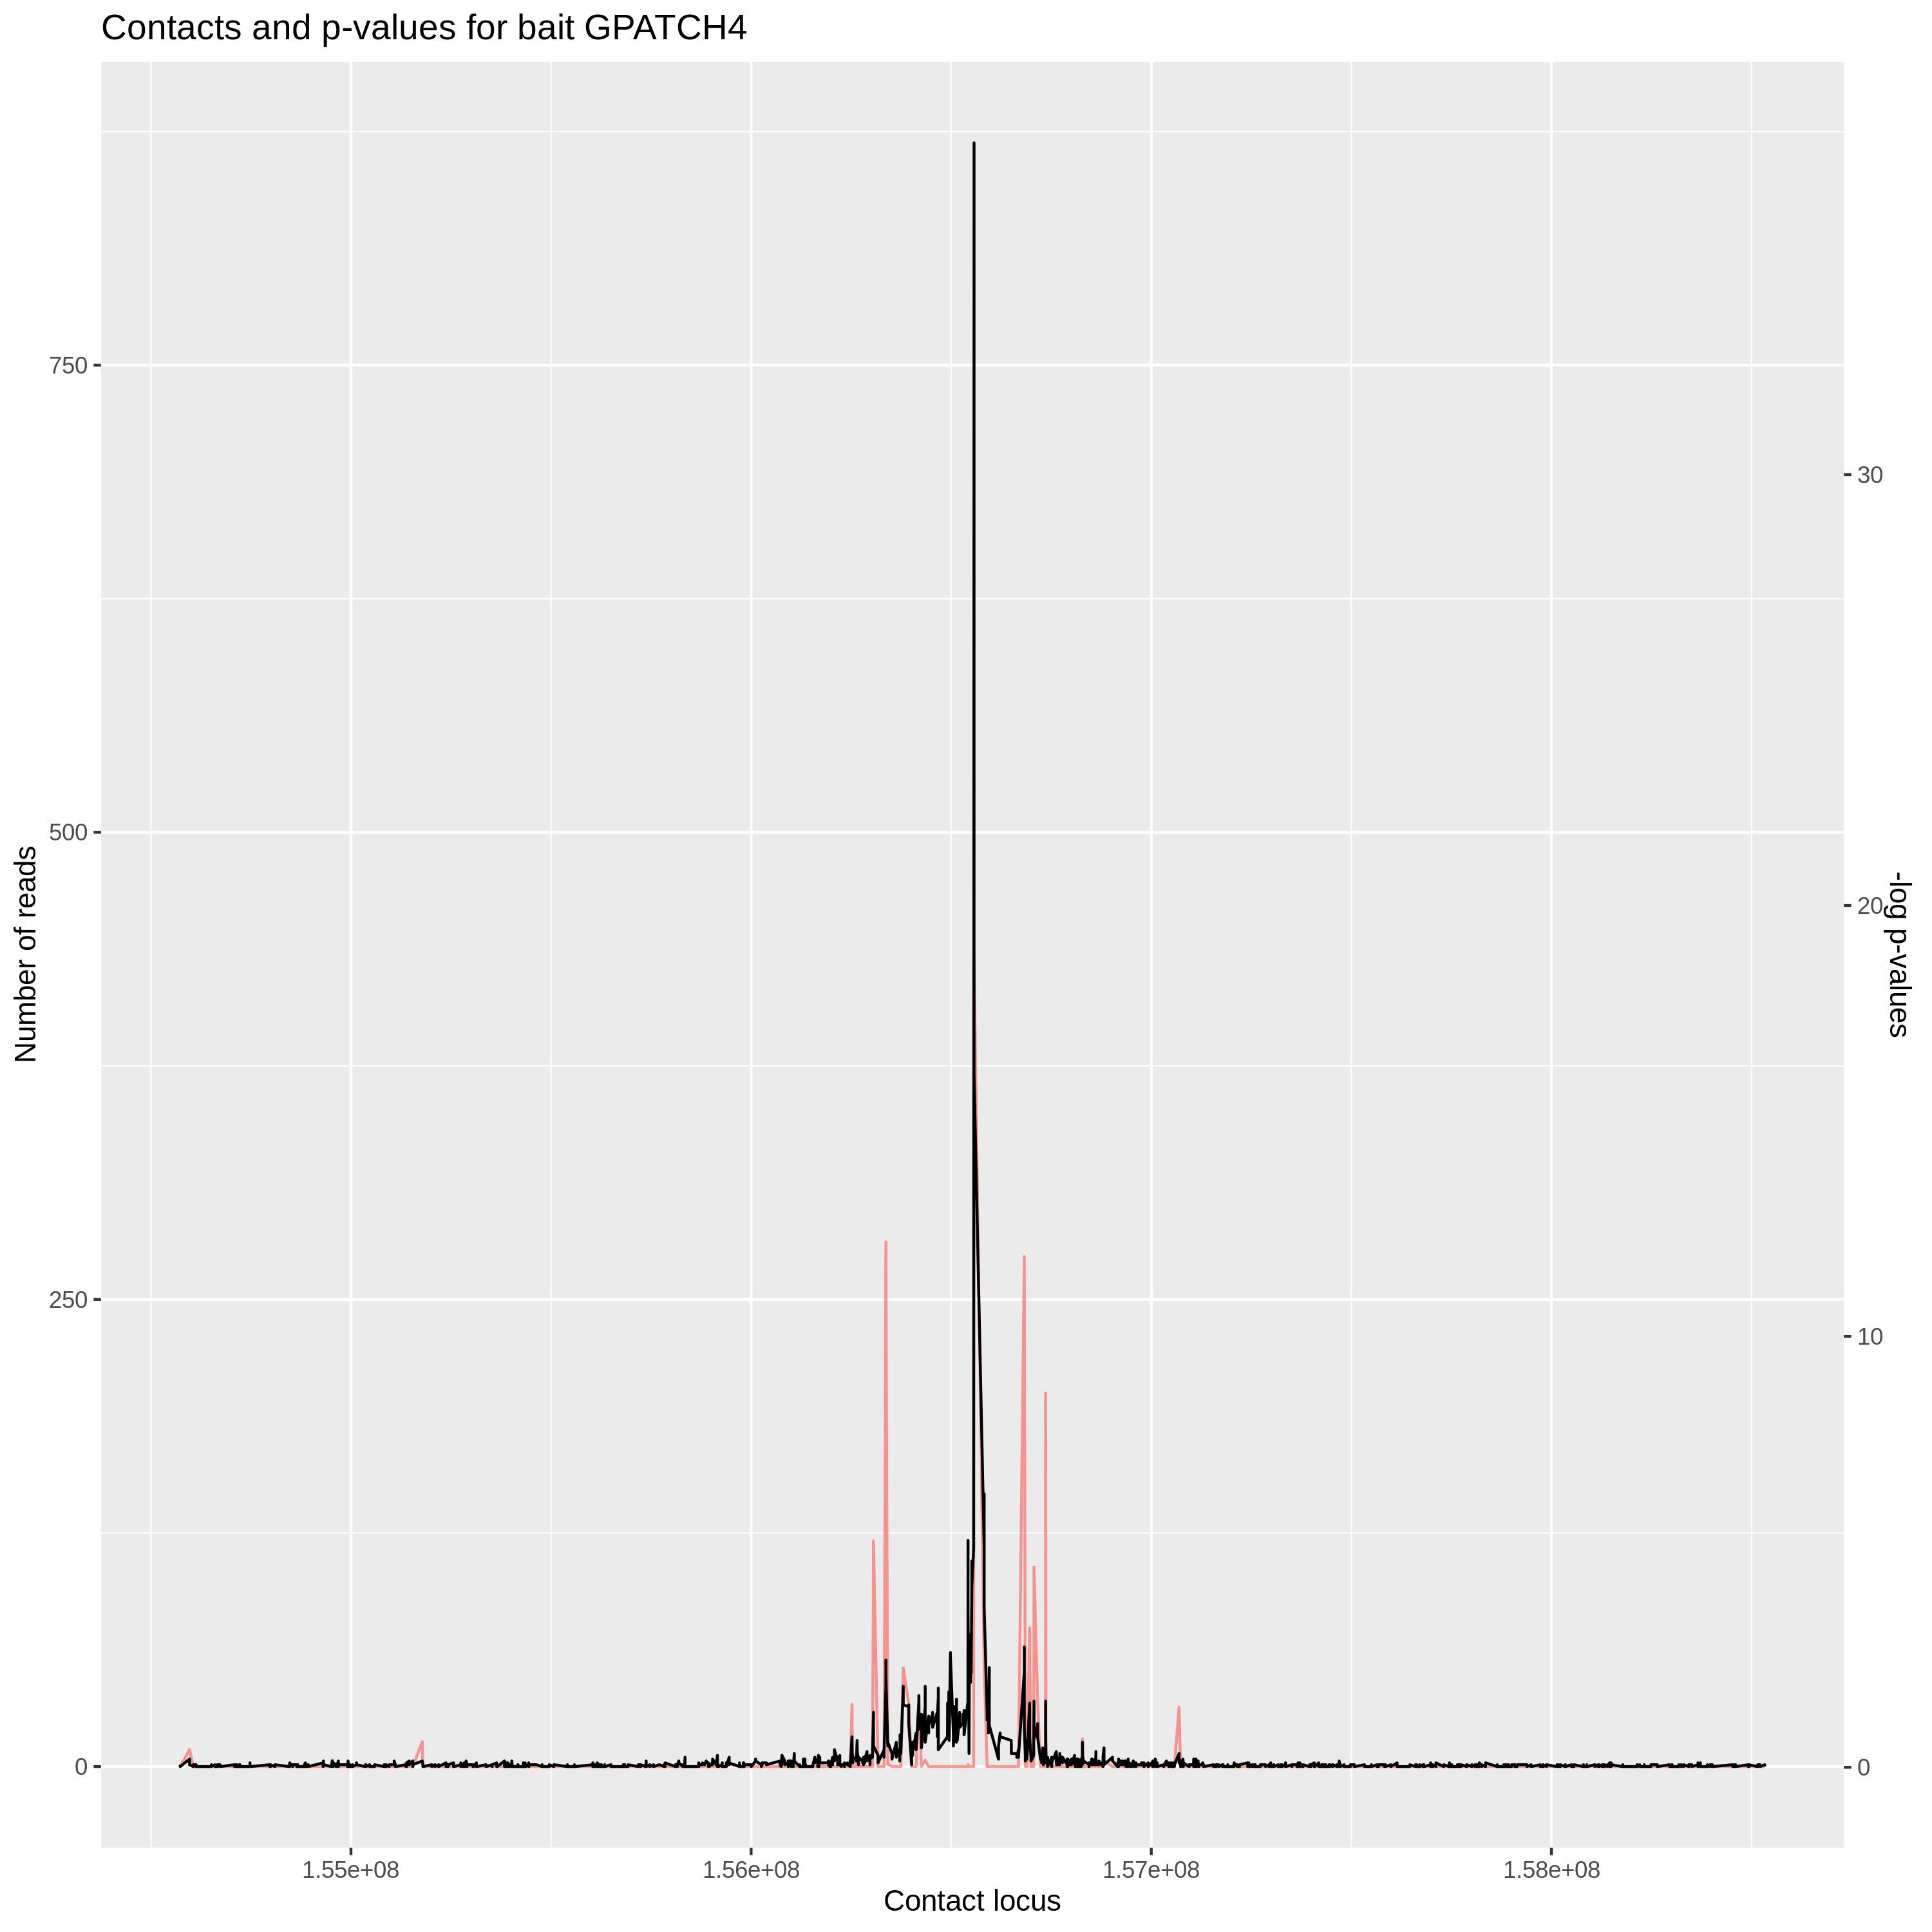 Contacts and p-values for bait GPATCH4
750
500
250
0
Number of reads
30
20
10
0
-log p-values
1.55e+08
1.56e+08
1.57e+08
1.58e+08
Contact locus